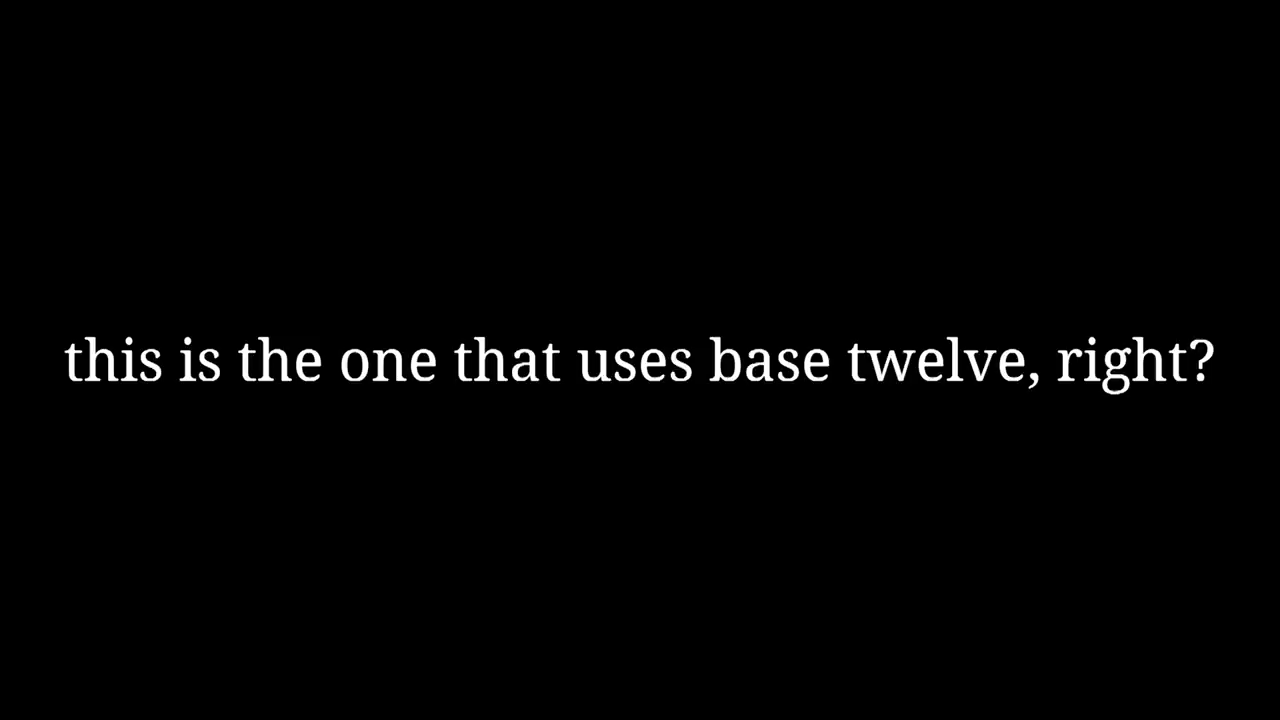 this is the one that uses base twelve, right?